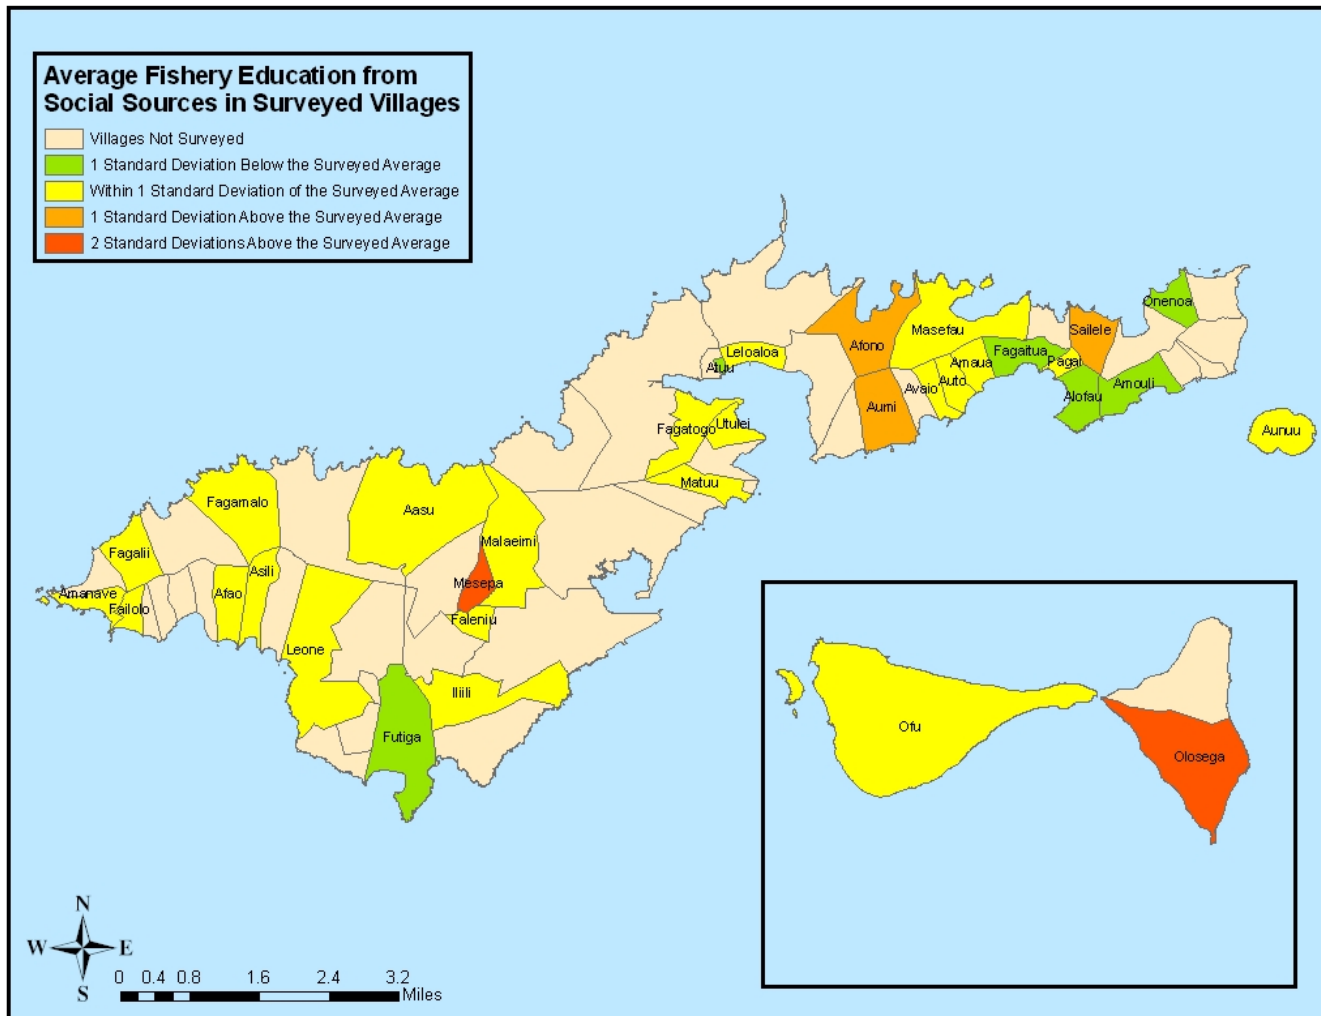 Average Fishery Education from
Social Sources in Surveyed Villages
Villages Not Surveyed
1 Standard Deviation Below the Surveyed Average
Within 1 Standard Deviation of the Surveyed Average
1 Standard Deviation Above the Surveyed Average
2 Standard Deviations Above the Surveyed Average
Onenoa
Sailele
Masefau
Afono
Leloaloa
Fagaitua
Atuu
Amaua
Pagai
Avaio
Auto
Amouli
Alofau
Aumi
Utulei
Fagatogo
Aunuu
Matuu
Fagamalo
Aasu
Malaeimi
Fagalii
Asili
Mesepa
Amanave
Afao
Failolo
Faleniu
Leone
Iliili
Futiga
Ofu
Olosega
N
W E
S
0 0.4 0.8 1.6 2.4 3.2
Miles